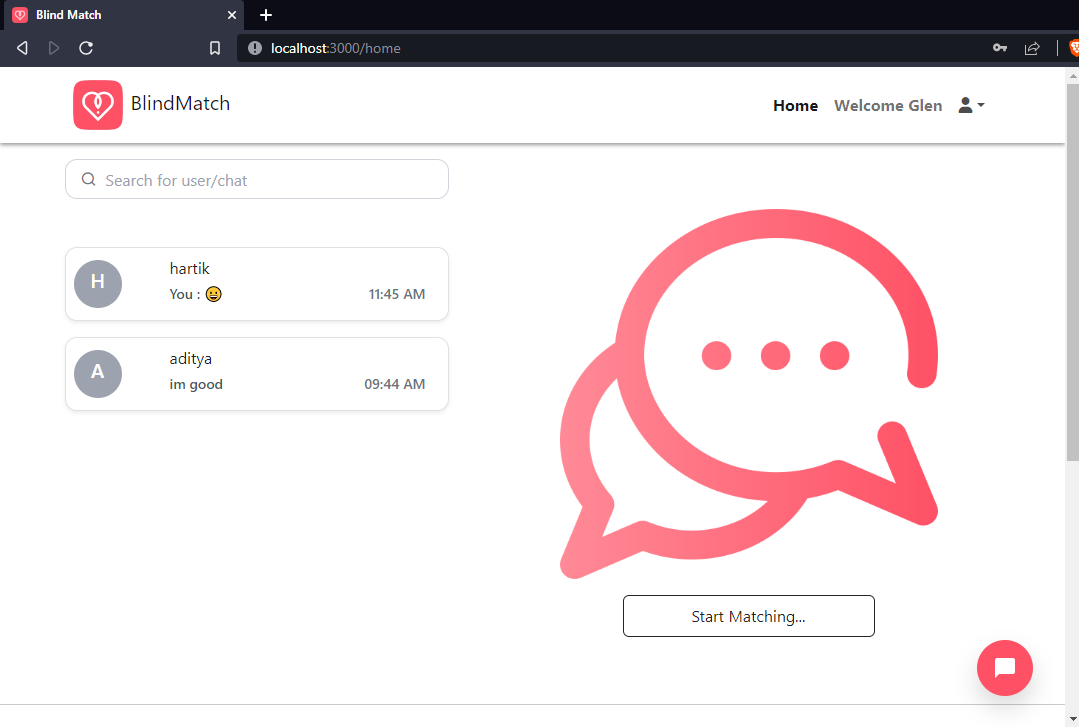 Blind Match
localhost:3000/home
BlindMatch
Home
Welcome Glen
Search for user/chat
H
hartik
You : 😀
11:45 AM
A
aditya
im good
09:44 AM
Start Matching...